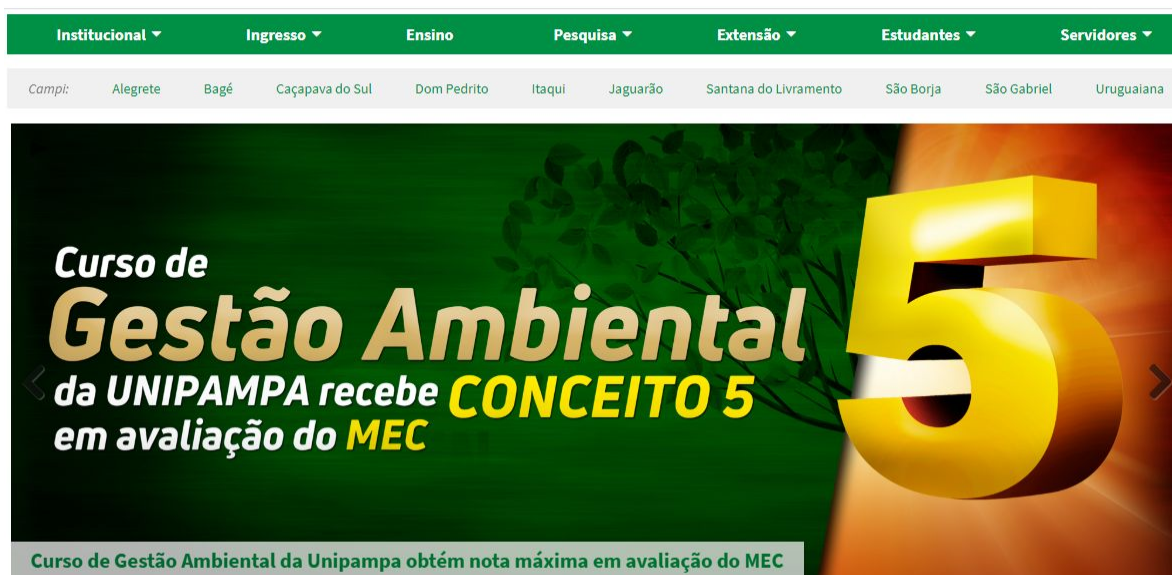 Institucional Ingresso Ensino Pesquisa Extensão Estudantes Servidores
Campi: Alegrete Bagé Caçapava do Sul Dom Pedrito Itaqui Jaguarão Santana do Livramento São Borja São Gabriel Uruguaiana
Curso de
Gestão Ambiental
da UNIPAMPA recebe CONCEITO 5
em avaliação do MEC
5
Curso de Gestão Ambiental da Unipampa obtém nota máxima em avaliação do MEC